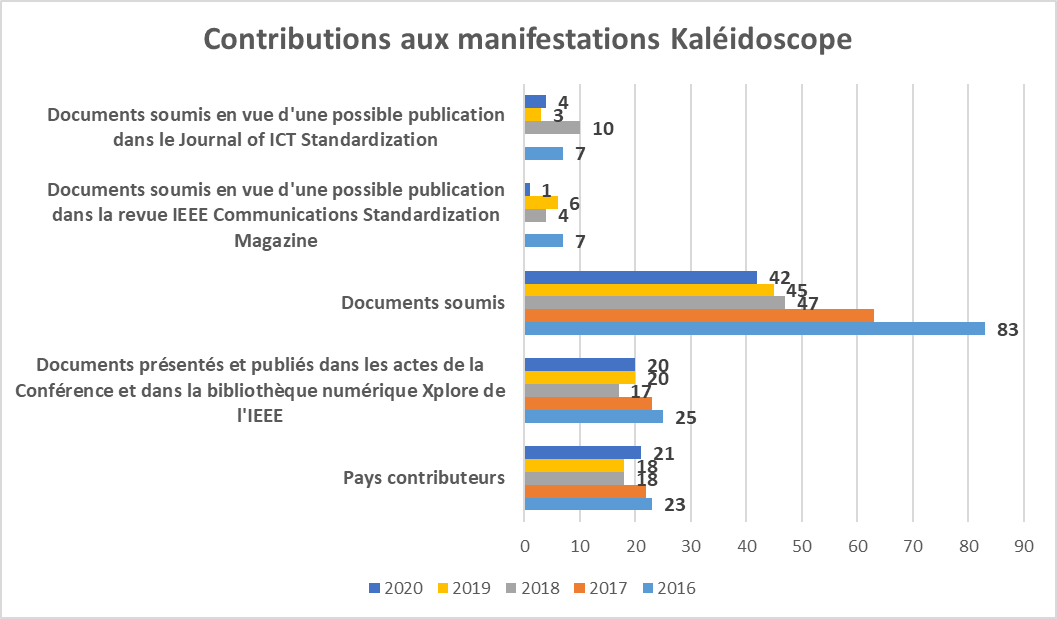 Contributions aux manifestations Kaléidoscope
Documents soumis en vue d'une possible publication
dans le Journal of ICT Standardization
4
3
10
7
Documents soumis en vue d'une possible publication
dans la revue IEEE Communications Standardization
Magazine
1
6
4
7
Documents soumis
42
45
47
83
Documents présentés et publiés dans les actes de la
Conférence et dans la bibliothèque numérique Xplore de
l'IEEE
20
20
17
25
Pays contributeurs
21
18
18
23
0 10 20 30 40 50 60 70 80 90
2020 2019 2018 2017 2016